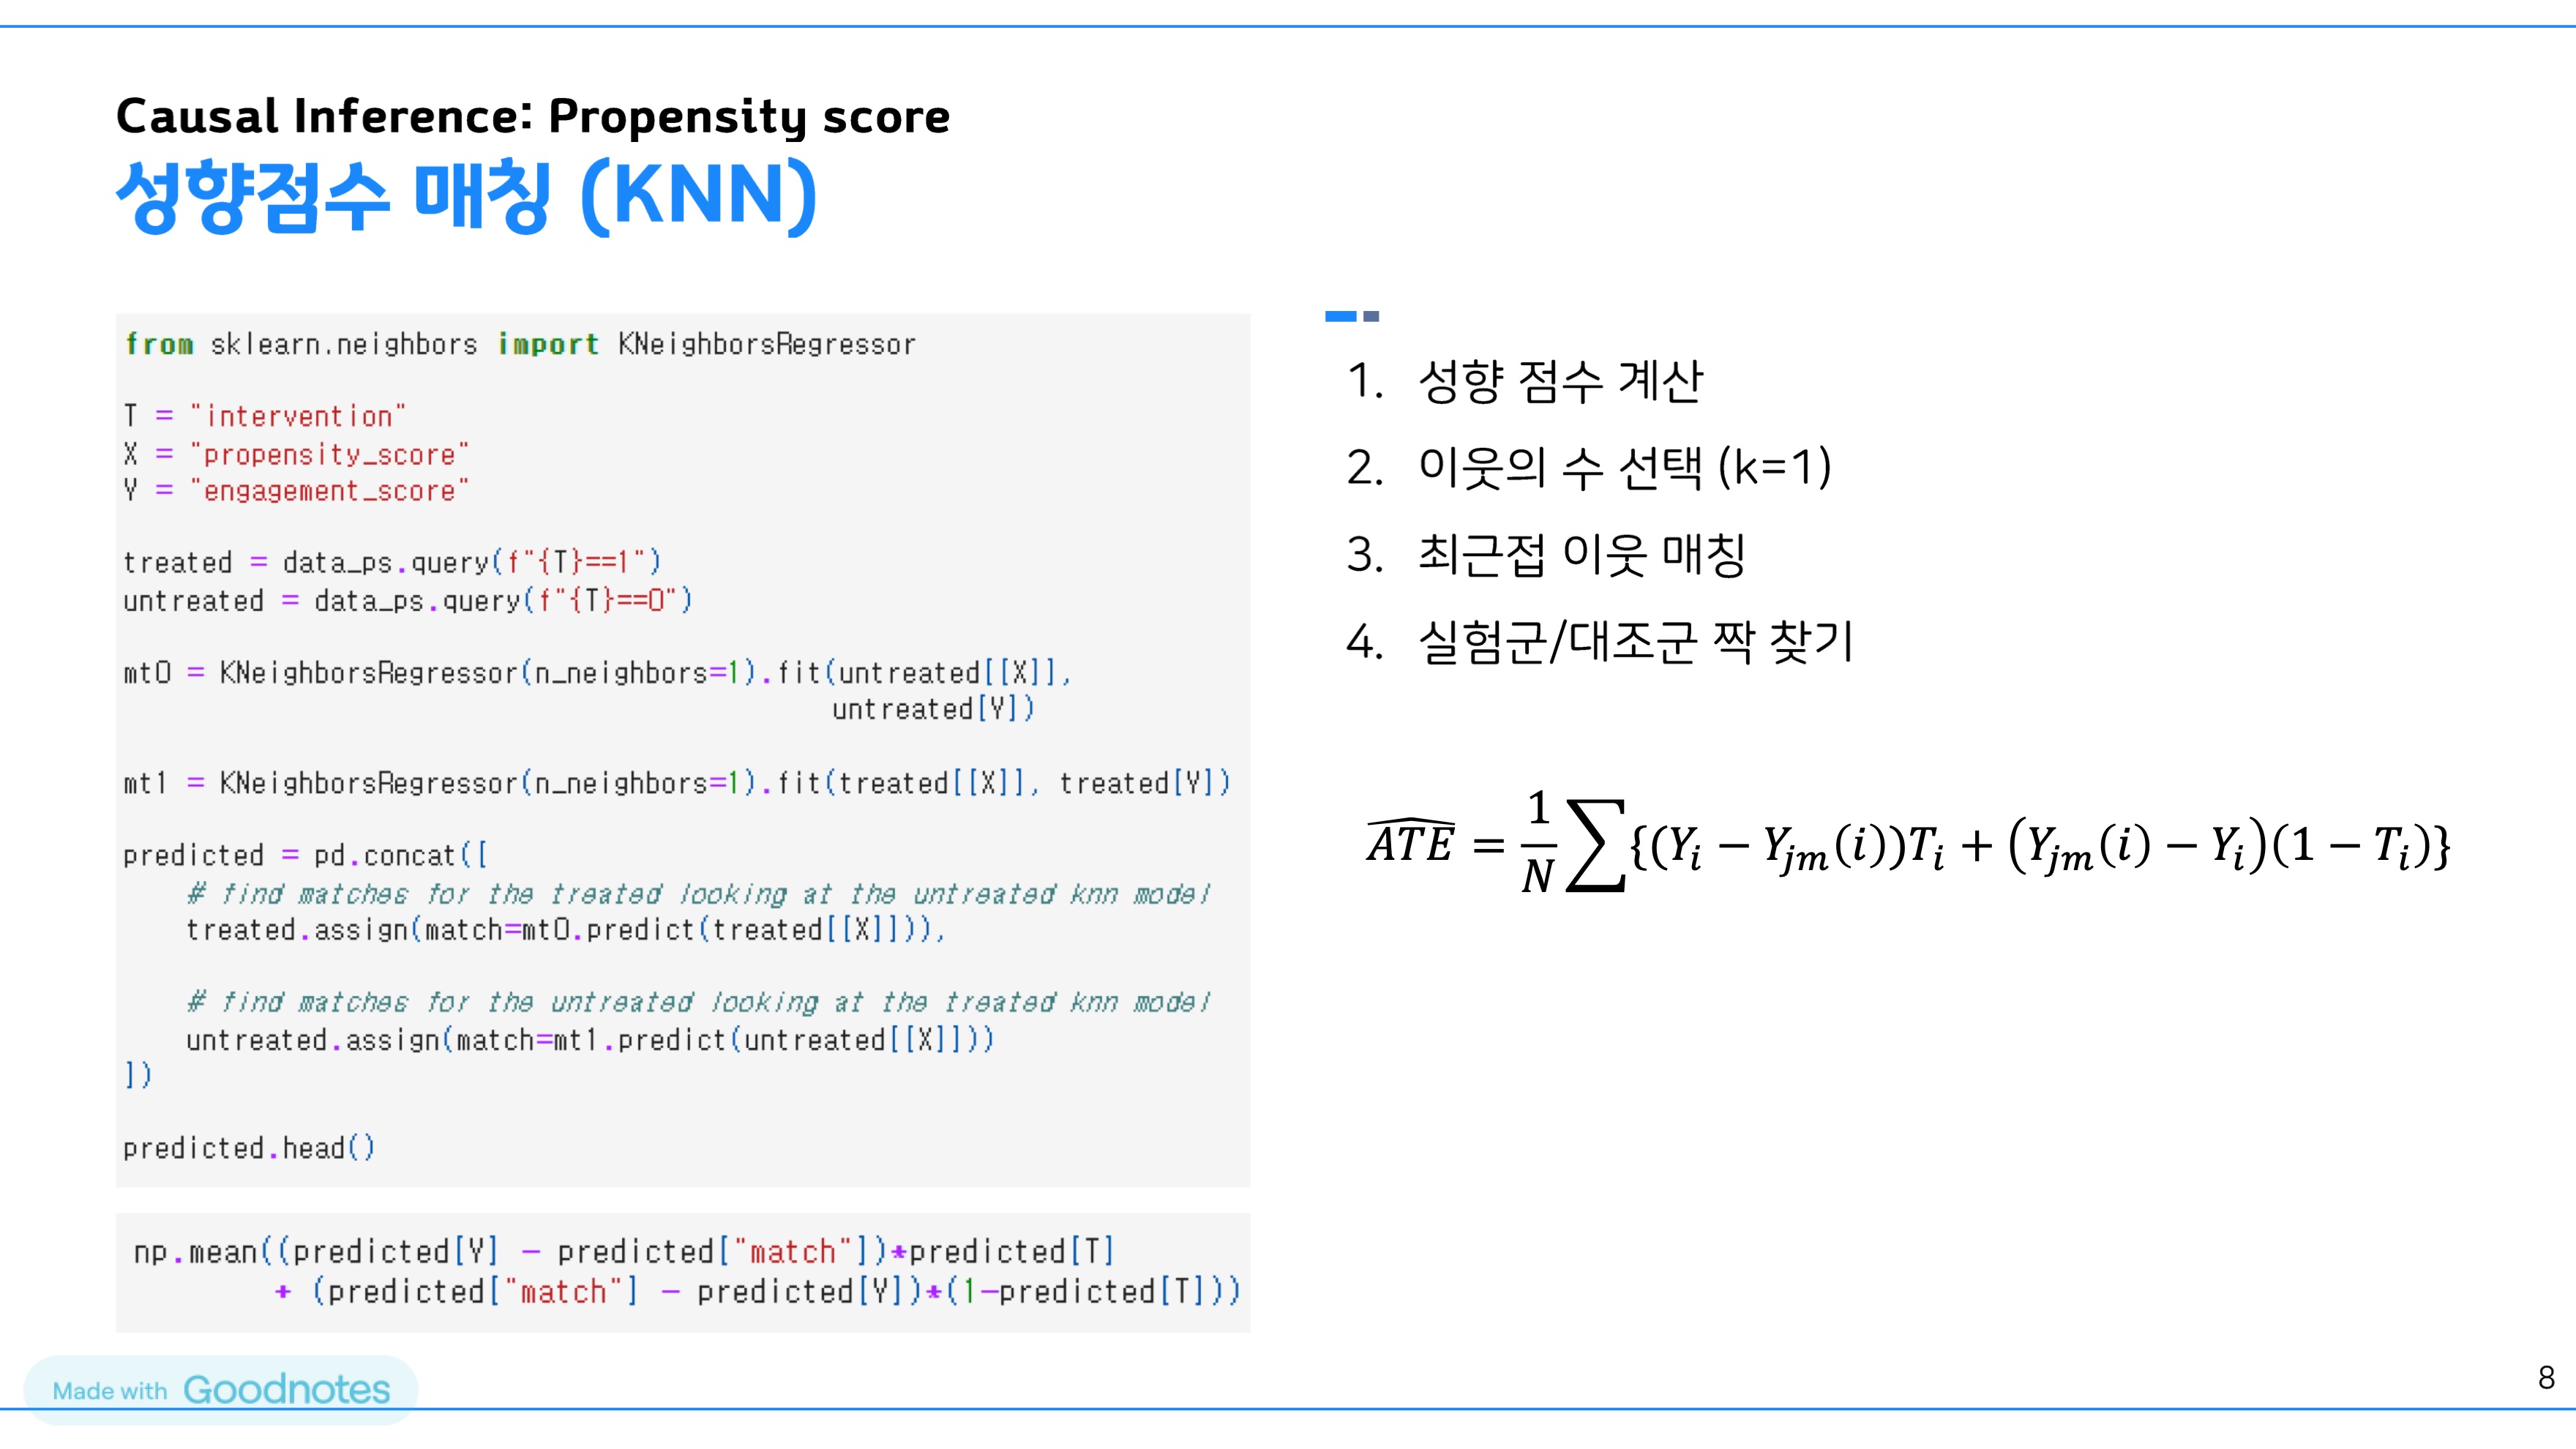 Causal Inference: Propensity score
성향점수 매칭 (KNN)
from sklearn.neighbors import KNeighborsRegressor
T = "intervention"
X = "propensity_score"
Y = "engagement_score"
treated = data_ps.query(f"{T}==1")
untreated = data_ps.query(f"{T}==0")
mt0 = KNeighborsRegressor(n_neighbors=1).fit(untreated[[X]],
untreated[Y])
mt1 = KNeighborsRegressor(n_neighbors=1).fit(treated[[X]], treated[Y])
predicted = pd.concat([
# find matches for the treated looking at the untreated knn model
treated.assign(match=mt0.predict(treated[[X]])),
# find matches for the untreated looking at the treated knn model
untreated.assign(match=mt1.predict(untreated[[X]]))
])
predicted.head()
np.mean((predicted[Y] - predicted["match"])*predicted[T]
+ (predicted["match"] - predicted[Y])*(1-predicted[T]))
1. 성향 점수 계산
2. 이웃의 수 선택 (k=1)
3. 최근접 이웃 매칭
4. 실험군/대조군 짝 찾기
$\widehat{ATE} = \frac{1}{N}\sum\{(Y_i - Y_{jm}(i))T_i + (Y_{jm}(i) - Y_i)(1 - T_i)\}$
Made with Goodnotes
8